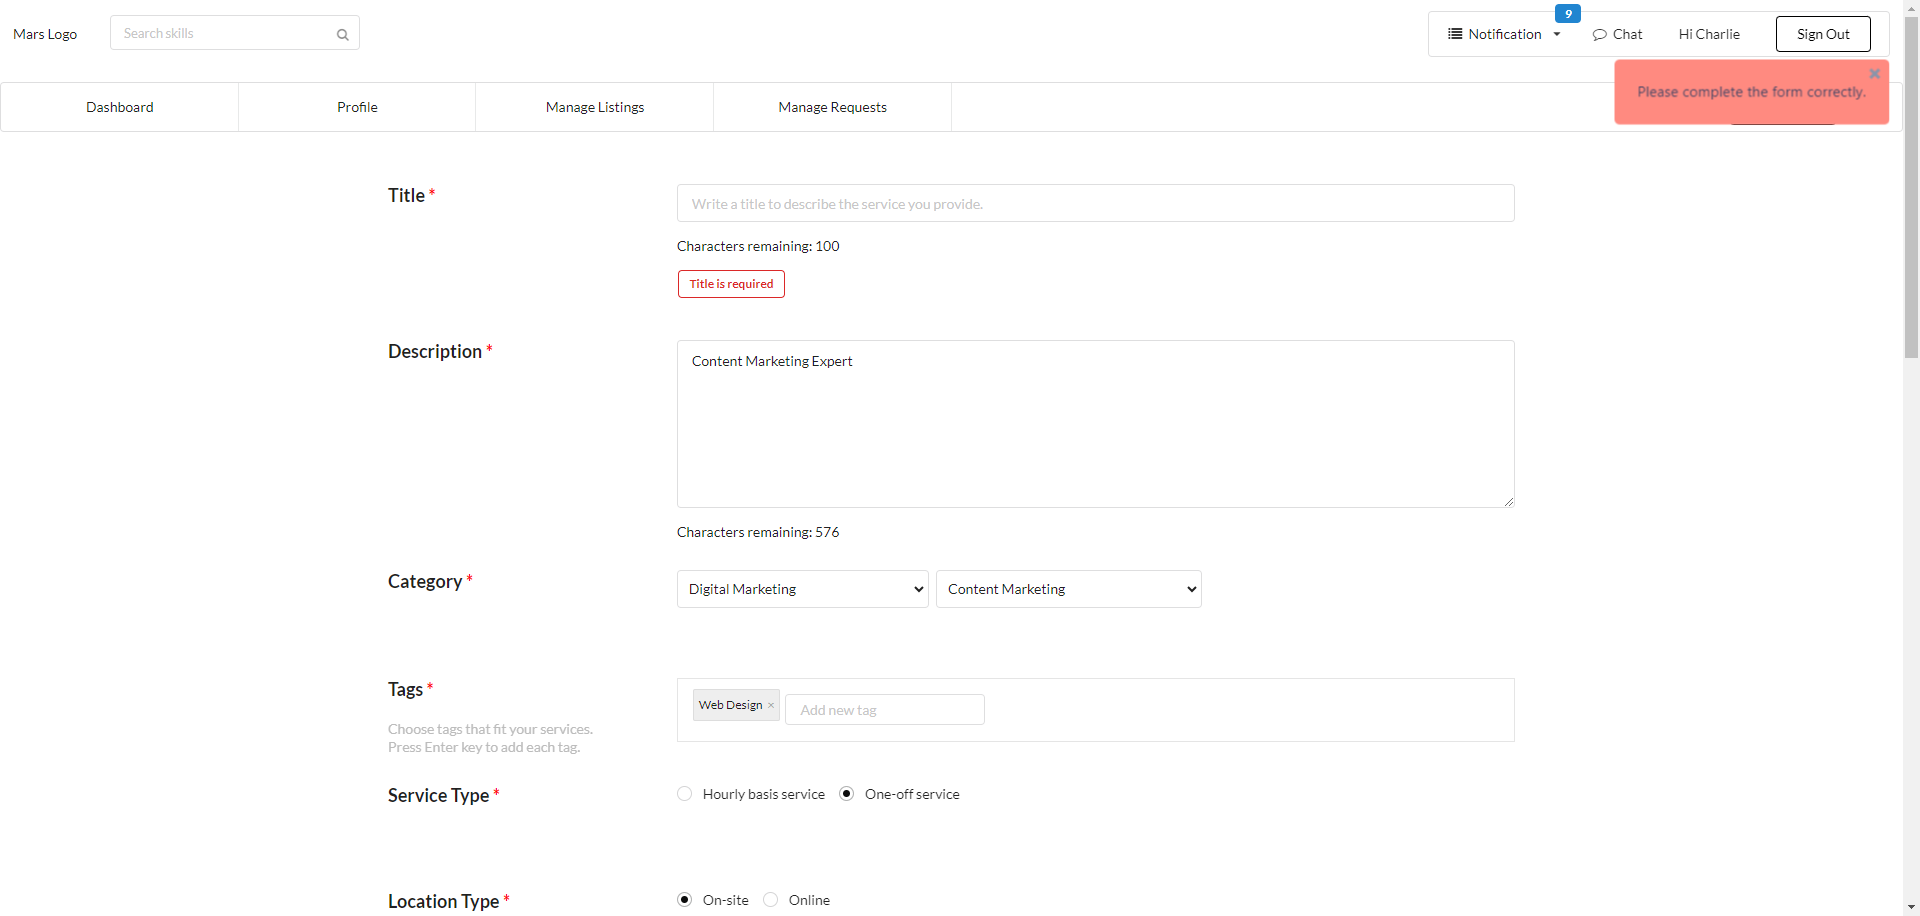 Mars Logo
Search skills
9
Notification
Chat
Hi Charlie
Sign Out
Please complete the form correctly.
Dashboard
Profile
Manage Listings
Manage Requests
Title *
Write a title to describe the service you provide.
Characters remaining: 100
Title is required
Description *
Content Marketing Expert
Characters remaining: 576
Category *
Digital Marketing
Content Marketing
Tags *
Choose tags that fit your services.
Press Enter key to add each tag.
Web Design ×
Add new tag
Service Type *
Hourly basis service
One-off service
Location Type *
On-site
Online